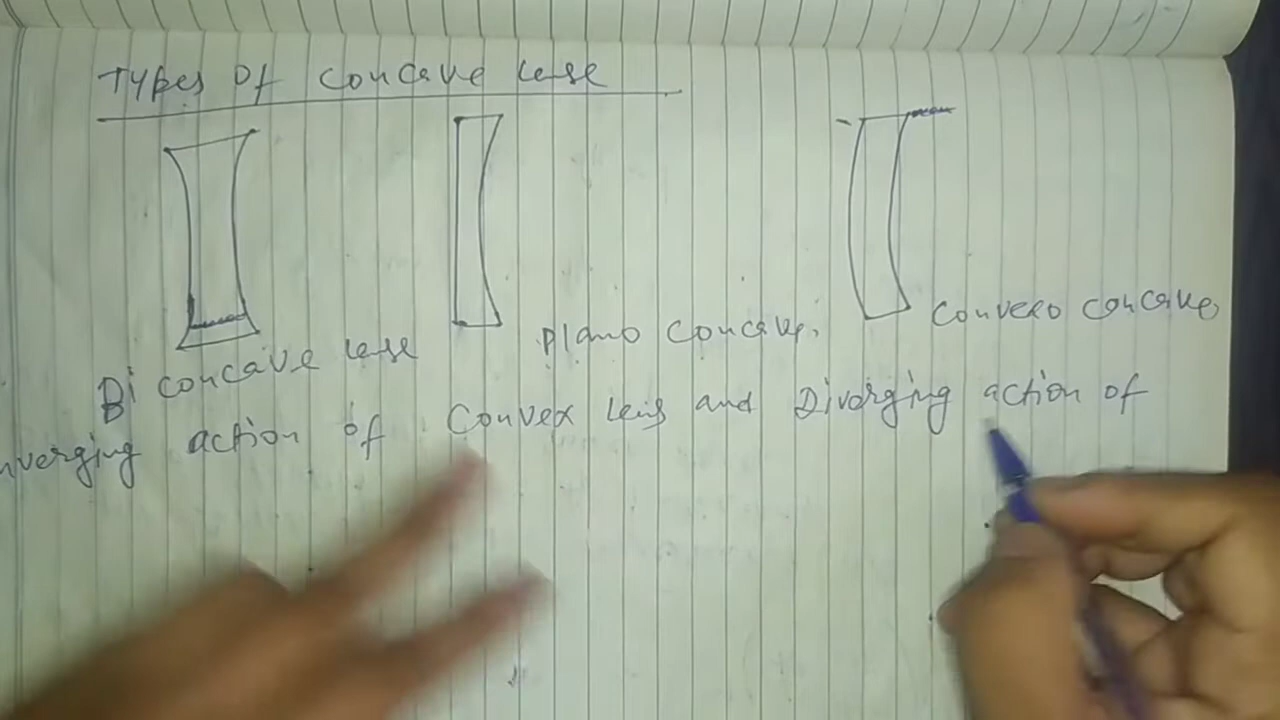 Types Of Concave lense
Bi concave lense
Plano Concave,
Convexo concave,
nverging action of Convex lens and Diverging action of